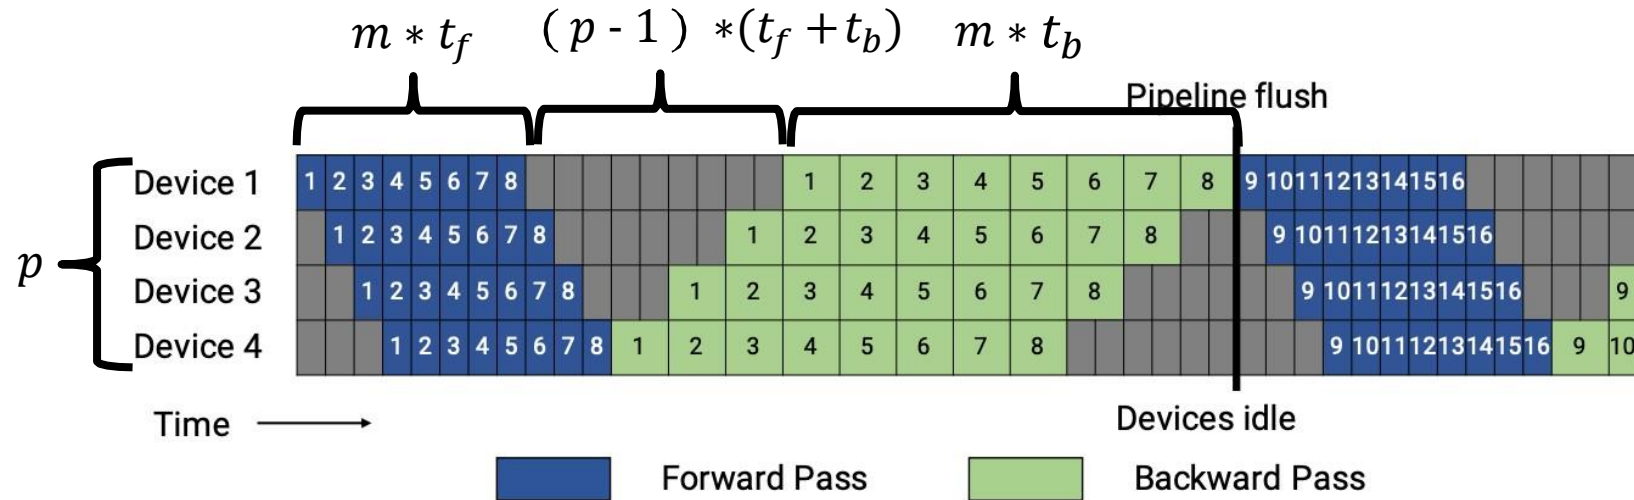 m * t_f ( p - 1 ) *(t_f + t_b) m * t_b
Pipeline flush
Device 1 1 2 3 4 5 6 7 8 1 2 3 4 5 6 7 8 9 10 11 12 13 14 15 16
Device 2 1 2 3 4 5 6 7 8 1 2 3 4 5 6 7 8 9 10 11 12 13 14 15 16
p
Device 3 1 2 3 4 5 6 7 8 1 2 3 4 5 6 7 8 9 10 11 12 13 14 15 16 9
Device 4 1 2 3 4 5 6 7 8 1 2 3 4 5 6 7 8 9 10 11 12 13 14 15 16 9 10
Time
Devices idle
Forward Pass Backward Pass